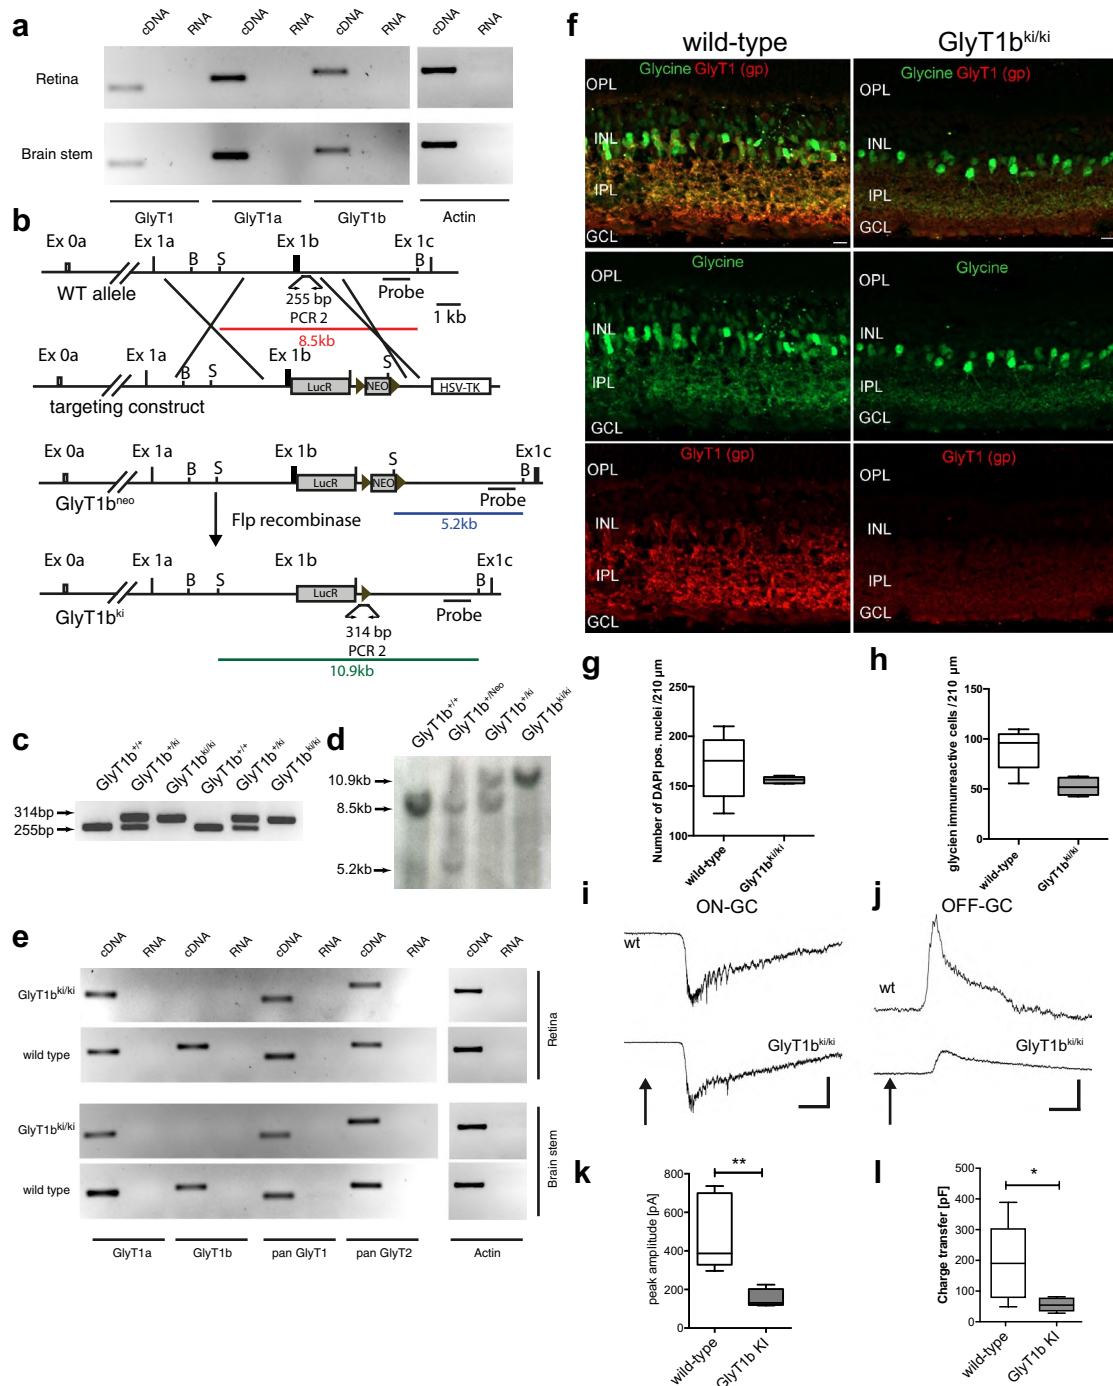 a
cDNA RNA cDNA RNA cDNA RNA cDNA RNA
Retina
Brain stem
GlyT1 GlyT1a GlyT1b Actin
b
Ex 0a Ex 1a B S Ex 1b Ex 1c B
WT allele
255 bp
PCR 2
Probe
1 kb
8.5kb
Ex 0a Ex 1a B S Ex 1b S
LucR NEO HSV-TK
targeting construct
Ex 0a Ex 1a B S Ex 1b S B Ex1c
LucR NEO
GlyT1bneo
Probe
5.2kb
Flp recombinase
Ex 0a Ex 1a B S Ex 1b B Ex1c
LucR
GlyT1bki
Probe
314 bp
PCR 2
10.9kb
c
GlyT1b+/+ GlyT1b+/ki GlyT1bki/ki GlyT1b+/+ GlyT1b+/ki GlyT1bki/ki
314bp
255bp
d
GlyT1b+/+ GlyT1b+/Neo GlyT1b+/ki GlyT1bki/ki
10.9kb
8.5kb
5.2kb
e
cDNA RNA cDNA RNA cDNA RNA cDNA RNA cDNA RNA
GlyT1bki/ki
wild type
Retina
GlyT1bki/ki
wild type
Brain stem
GlyT1a GlyT1b pan GlyT1 pan GlyT2 Actin
f
wild-type GlyT1bki/ki
Glycine GlyT1 (gp) Glycine GlyT1 (gp)
OPL OPL
INL INL
IPL IPL
GCL GCL
Glycine Glycine
OPL OPL
INL INL
IPL IPL
GCL GCL
GlyT1 (gp) GlyT1 (gp)
OPL OPL
INL INL
IPL IPL
GCL GCL
g
Number of DAPI pos. nuclei /210 µm
250
200
150
100
wild-type GlyT1bki/ki
h
glycien immunreactive cells / 210 µm
150
100
50
0
wild-type GlyT1bki/ki
i
ON-GC
wt
GlyT1bki/ki
j
OFF-GC
wt
GlyT1bki/ki
k
peak amplitude [pA]
800
600
400
200
0
**
wild-type GlyT1b KI
l
Charge transfer [pF]
500
400
300
200
100
0
*
wild-type GlyT1b KI